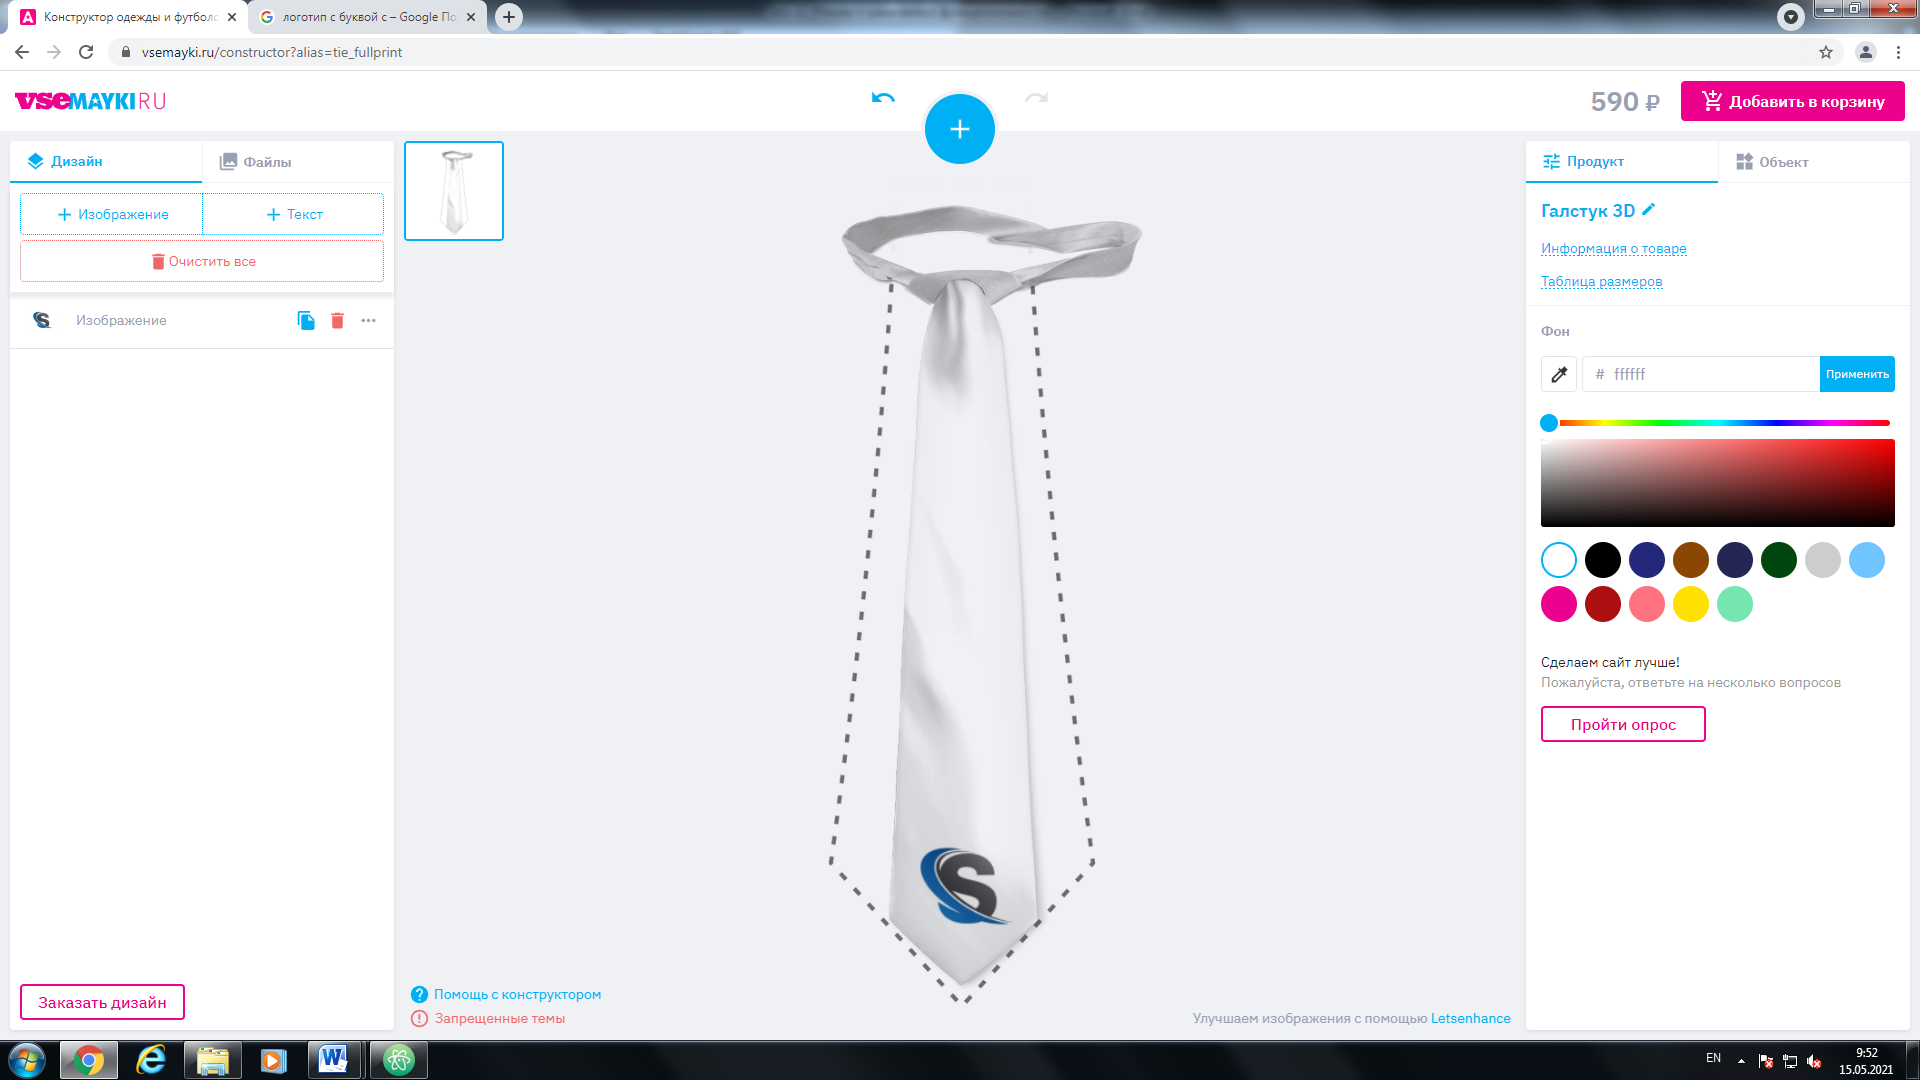 Конструктор одежды и футболо
логотип с буквой с – Google По
vsemayki.ru/constructor?alias=tie_fullprint
VSEMAYKI.RU
590 ₽
Добавить в корзину
Дизайн
Файлы
Изображение
Текст
Очистить все
Изображение
Заказать дизайн
S
Помощь с конструктором
Запрещенные темы
Улучшаем изображения с помощью Letsenhance
Продукт
Объект
Галстук 3D
Информация о товаре
Таблица размеров
Фон
# ffffff
Применить
Сделаем сайт лучше!
Пожалуйста, ответьте на несколько вопросов
Пройти опрос
EN
9:52
15.05.2021